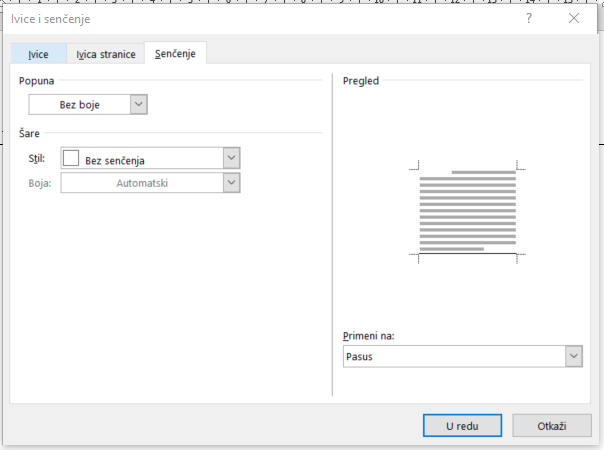 Ivice i senčenje
?
Ivice
Ivica stranice
Senčenje
Popuna
Bez boje
Šare
Stil:
Bez senčenja
Boja:
Automatski
Pregled
Primeni na:
Pasus
U redu
Otkaži